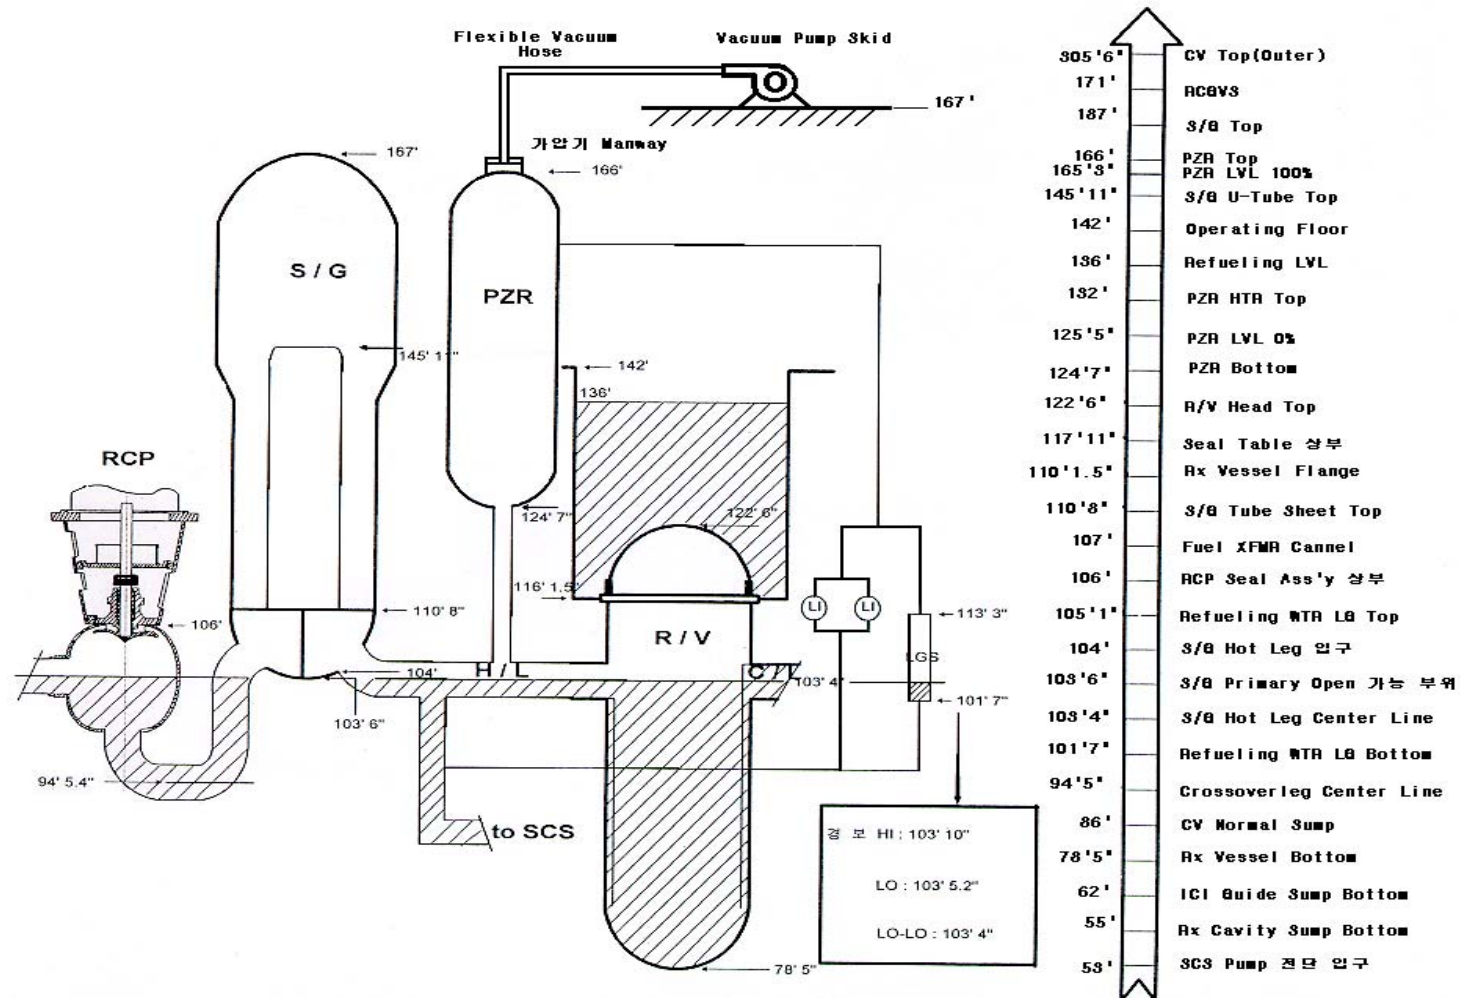 Flexible Vacuum
Hose
Vacuum Pump Skid
167'
가압기 Manway
166'
167'
S / G
PZR
145' 11"
142'
136'
RCP
124' 7"
122' 6"
116' 1.5'
106'
110' 8"
R / V
LI
LI
113' 3"
LGS
104'
H / L
C / L
103' 4'
101' 7"
103' 6"
94' 5.4"
to SCS
경 보 HI : 103' 10"
LO : 103' 5.2"
LO-LO : 103' 4"
78' 5"
305'6" CV Top(Outer)
171' RCGVS
187' S/G Top
166' PZR Top
165'3" PZR LVL 100%
145'11" S/G U-Tube Top
142' Operating Floor
136' Refueling LVL
132' PZR HTR Top
125'5" PZR LVL 0%
124'7" PZR Bottom
122'6" R/V Head Top
117'11" Seal Table 상부
110'1.5" Rx Vessel Flange
110'8" S/G Tube Sheet Top
107' Fuel XFMR Cannel
106' RCP Seal Ass'y 상부
105'1" Refueling WTR LG Top
104' S/G Hot Leg 입구
103'6" S/G Primary Open 가능 부위
103'4" S/G Hot Leg Center Line
101'7" Refueling WTR LG Bottom
94'5" Crossoverleg Center Line
86' CV Normal Sump
78'5" Rx Vessel Bottom
62' ICI Guide Sump Bottom
55' Rx Cavity Sump Bottom
53' SCS Pump 전단 입구